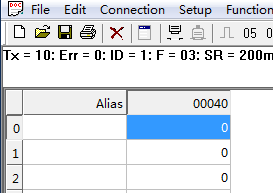 File Edit Connection Setup Function
05 0
Tx = 10: Err = 0: ID = 1: F = 03: SR = 200m
Alias 00040
0 0
1 0
2 0